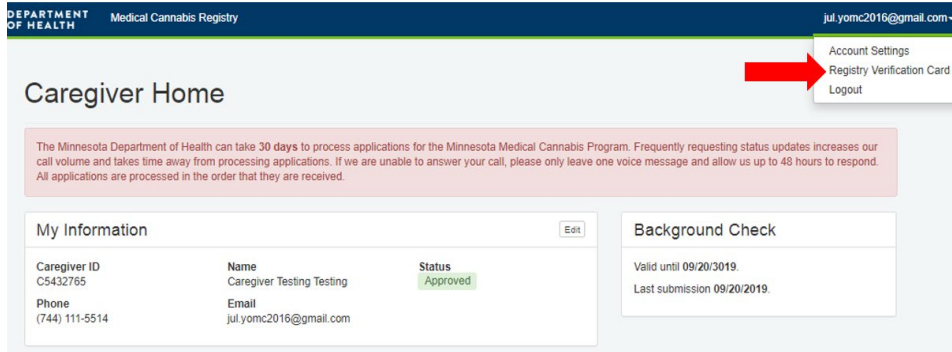 DEPARTMENT
OF HEALTH
Medical Cannabis Registry
jul.yomc2016@gmail.com
Account Settings
Registry Verification Card
Logout
Caregiver Home
The Minnesota Department of Health can take 30 days to process applications for the Minnesota Medical Cannabis Program. Frequently requesting status updates increases our
call volume and takes time away from processing applications. If we are unable to answer your call, please only leave one voice message and allow us up to 48 hours to respond.
All applications are processed in the order that they are received.
My Information
Edit
Caregiver ID
C5432765
Name
Caregiver Testing Testing
Status
Approved
Phone
(744) 111-5514
Email
jul.yomc2016@gmail.com
Background Check
Valid until 09/20/3019.
Last submission 09/20/2019.